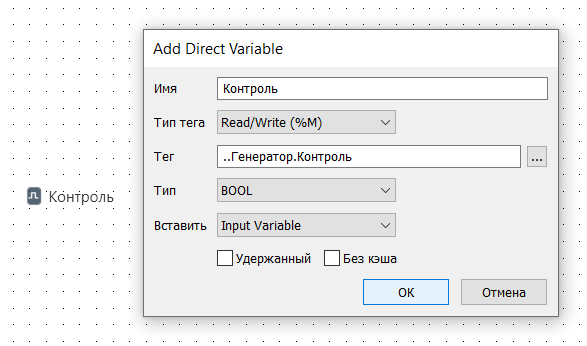 Add Direct Variable
Имя Контроль
Тип тега Read/Write (%M)
Тег ..Генератор.Контроль ...
Контроль
Тип BOOL
Вставить Input Variable
Удержанный Без кэша
OK Отмена